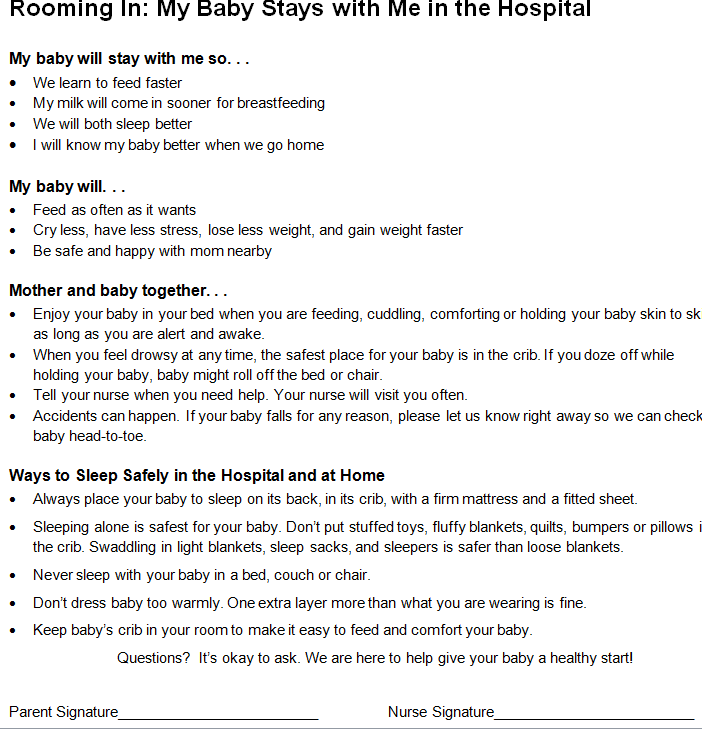 Rooming In: My Baby Stays with Me in the Hospital
My baby will stay with me so. . .
• We learn to feed faster
• My milk will come in sooner for breastfeeding
• We will both sleep better
• I will know my baby better when we go home
My baby will. . .
• Feed as often as it wants
• Cry less, have less stress, lose less weight, and gain weight faster
• Be safe and happy with mom nearby
Mother and baby together. . .
• Enjoy your baby in your bed when you are feeding, cuddling, comforting or holding your baby skin to sk
as long as you are alert and awake.
• When you feel drowsy at any time, the safest place for your baby is in the crib. If you doze off while
holding your baby, baby might roll off the bed or chair.
• Tell your nurse when you need help. Your nurse will visit you often.
• Accidents can happen. If your baby falls for any reason, please let us know right away so we can check
baby head-to-toe.
Ways to Sleep Safely in the Hospital and at Home
• Always place your baby to sleep on its back, in its crib, with a firm mattress and a fitted sheet.
• Sleeping alone is safest for your baby. Don't put stuffed toys, fluffy blankets, quilts, bumpers or pillows i
the crib. Swaddling in light blankets, sleep sacks, and sleepers is safer than loose blankets.
• Never sleep with your baby in a bed, couch or chair.
• Don't dress baby too warmly. One extra layer more than what you are wearing is fine.
• Keep baby's crib in your room to make it easy to feed and comfort your baby.
Questions? It's okay to ask. We are here to help give your baby a healthy start!
Parent Signature________________________ Nurse Signature________________________